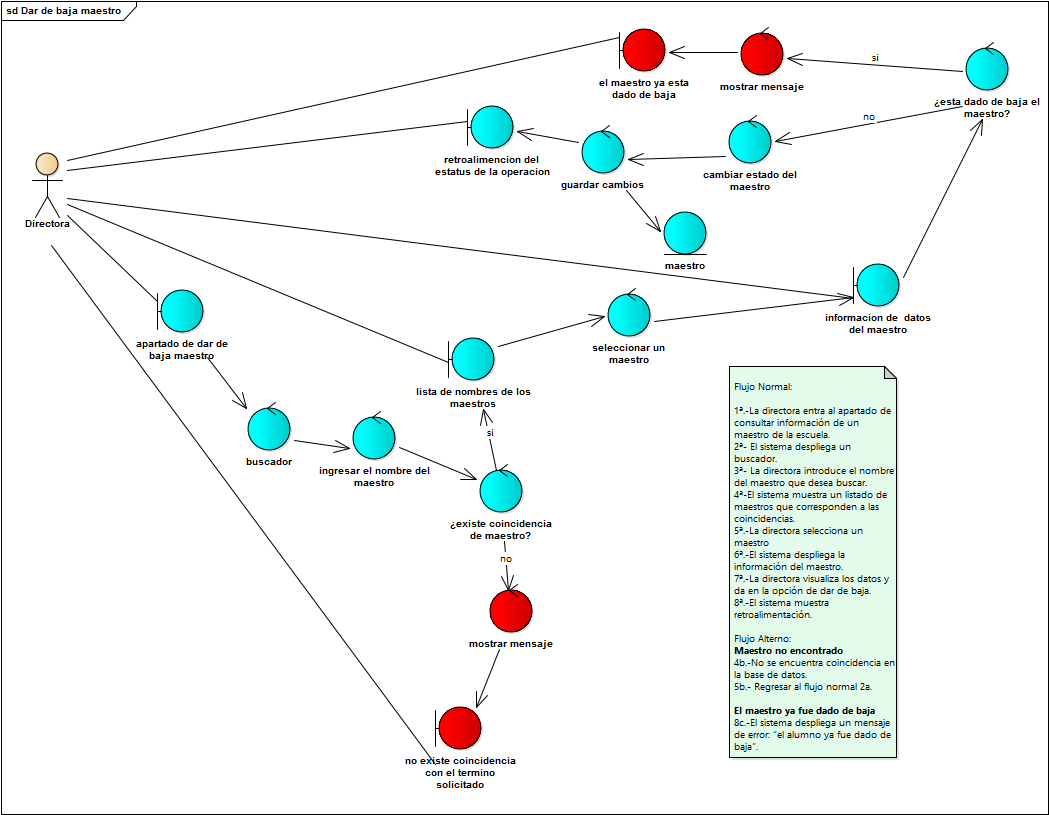 sd Dar de baja maestro
si
el maestro ya esta
dado de baja
mostrar mensaje
¿esta dado de baja el
maestro?
no
retroalimencion del
estatus de la operacion
guardar cambios
cambiar estado del
maestro
Directora
maestro
informacion de datos
del maestro
apartado de dar de
baja maestro
seleccionar un
maestro
lista de nombres de los
maestros
si
buscador
ingresar el nombre del
maestro
¿existe coincidencia
de maestro?
no
mostrar mensaje
no existe coincidencia
con el termino
solicitado
Flujo Normal:
1ª.-La directora entra al apartado de
consultar información de un
maestro de la escuela.
2ª- El sistema despliega un
buscador.
3ª- La directora introduce el nombre
del maestro que desea buscar.
4ª-El sistema muestra un listado de
maestros que corresponden a las
coincidencias.
5ª.-La directora selecciona un
maestro
6ª.-El sistema despliega la
información del maestro.
7ª.-La directora visualiza los datos y
da en la opción de dar de baja.
8ª.-El sistema muestra
retroalimentación.
Flujo Alterno:
Maestro no encontrado
4b.-No se encuentra coincidencia en
la base de datos.
5b.- Regresar al flujo normal 2a.
El maestro ya fue dado de baja
8c.-El sistema despliega un mensaje
de error: “el alumno ya fue dado de
baja”.